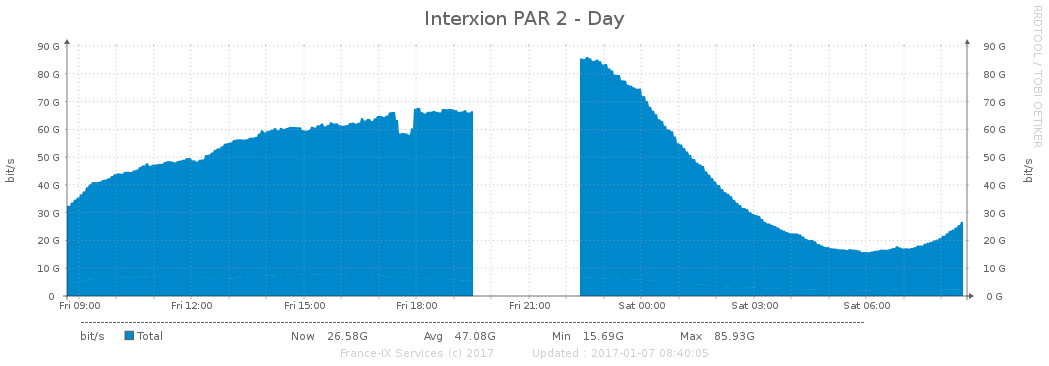 Interxion PAR 2 - Day
RRDTOOL / TOBI OETIKER
bit/s
90 G 90 G
80 G 80 G
70 G 70 G
60 G 60 G
50 G 50 G
40 G 40 G
30 G 30 G
20 G 20 G
10 G 10 G
0 0 G
bit/s
Fri 09:00 Fri 12:00 Fri 15:00 Fri 18:00 Fri 21:00 Sat 00:00 Sat 03:00 Sat 06:00
bit/s Total Now 26.58G Avg 47.08G Min 15.69G Max 85.93G
France-IX Services (c) 2017 Updated : 2017-01-07 08:40:05